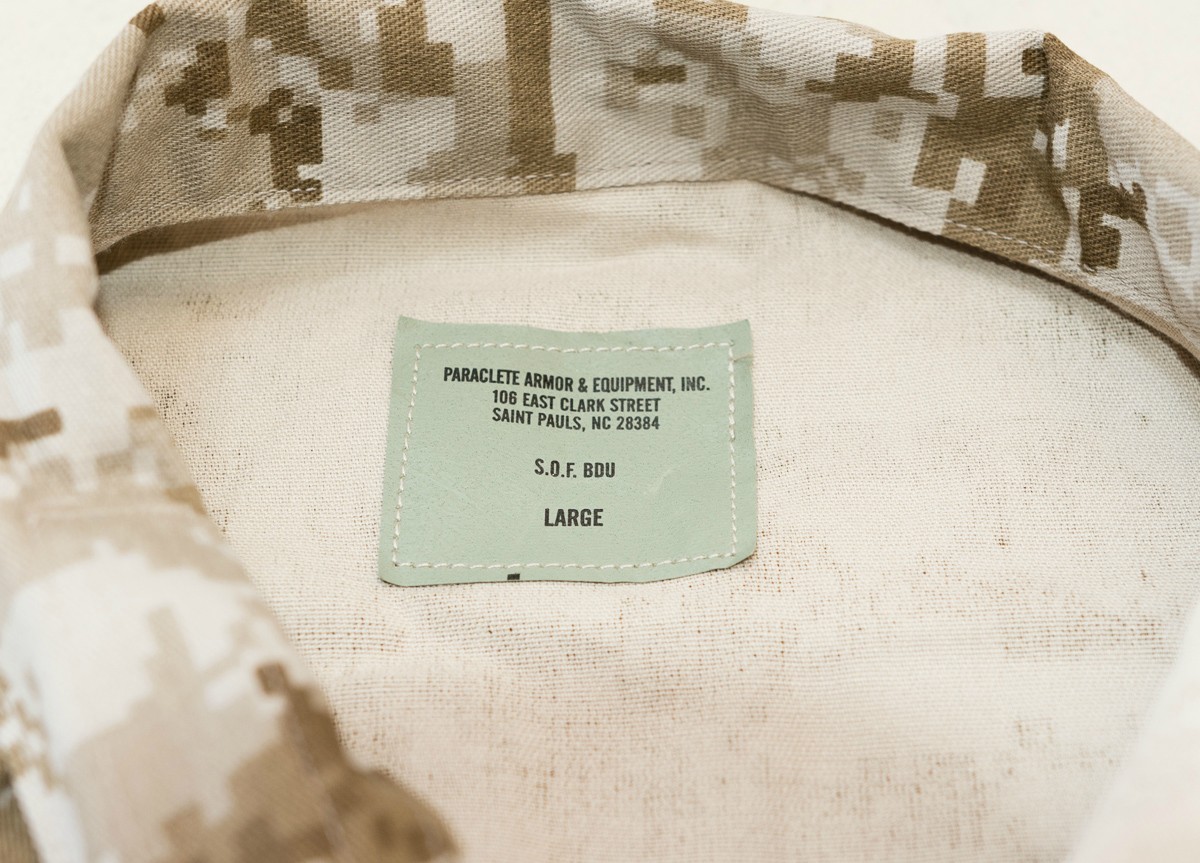 PARACLETE ARMOR & EQUIPMENT, INC.
106 EAST CLARK STREET
SAINT PAULS, NC 28384
S.O.F. BDU
LARGE